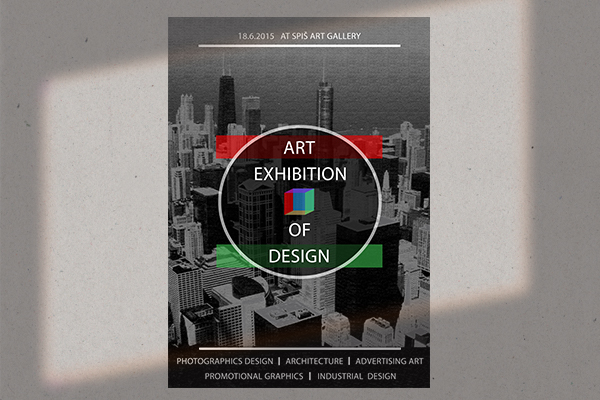 18.6.2015 AT SPIŠ ART GALLERY
ART
EXHIBITION
OF
DESIGN
PHOTOGRAPHICS DESIGN | ARCHITECTURE | ADVERTISING ART
PROMOTIONAL GRAPHICS | INDUSTRIAL DESIGN